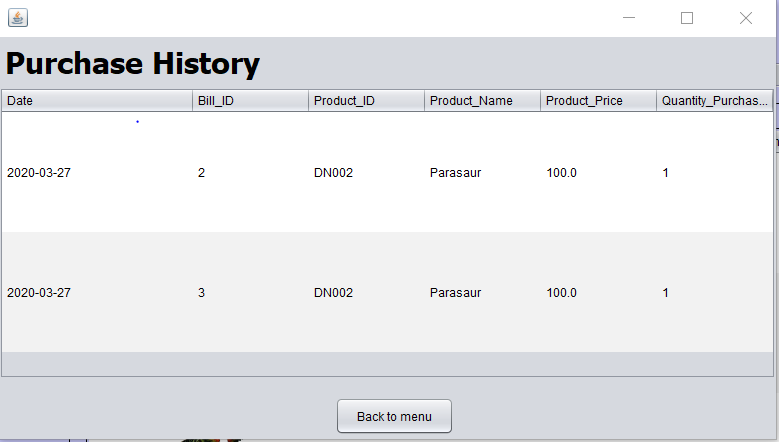 Purchase History
Date Bill_ID Product_ID Product_Name Product_Price Quantity_Purchas...
2020-03-27 2 DN002 Parasaur 100.0 1
2020-03-27 3 DN002 Parasaur 100.0 1
Back to menu